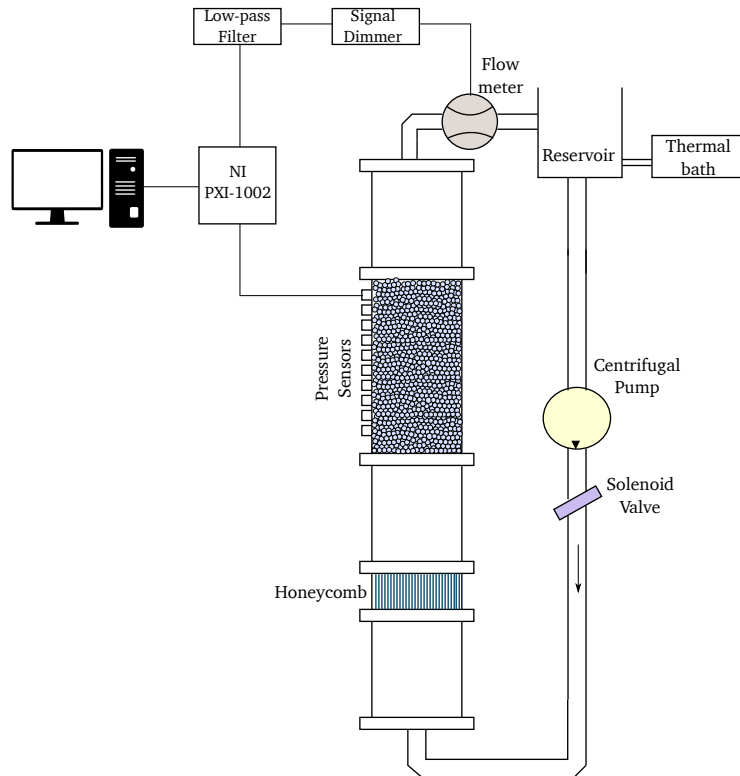 Low-pass
Filter
Signal
Dimmer
Flow
meter
Reservoir
Thermal
bath
NI
PXI-1002
Pressure
Sensors
Centrifugal
Pump
Solenoid
Valve
Honeycomb